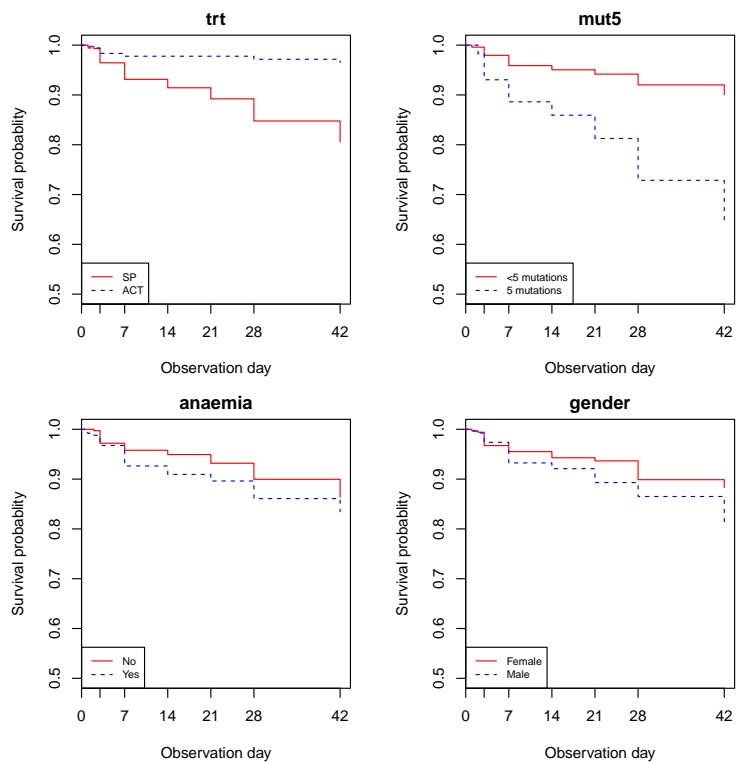 trt
Survival probablity
1.0
0.9
0.8
0.7
0.6
0.5
SP
ACT
0 7 14 21 28 42
Observation day
mut5
Survival probablity
1.0
0.9
0.8
0.7
0.6
0.5
<5 mutations
5 mutations
0 7 14 21 28 42
Observation day
anaemia
Survival probablity
1.0
0.9
0.8
0.7
0.6
0.5
No
Yes
0 7 14 21 28 42
Observation day
gender
Survival probablity
1.0
0.9
0.8
0.7
0.6
0.5
Female
Male
0 7 14 21 28 42
Observation day